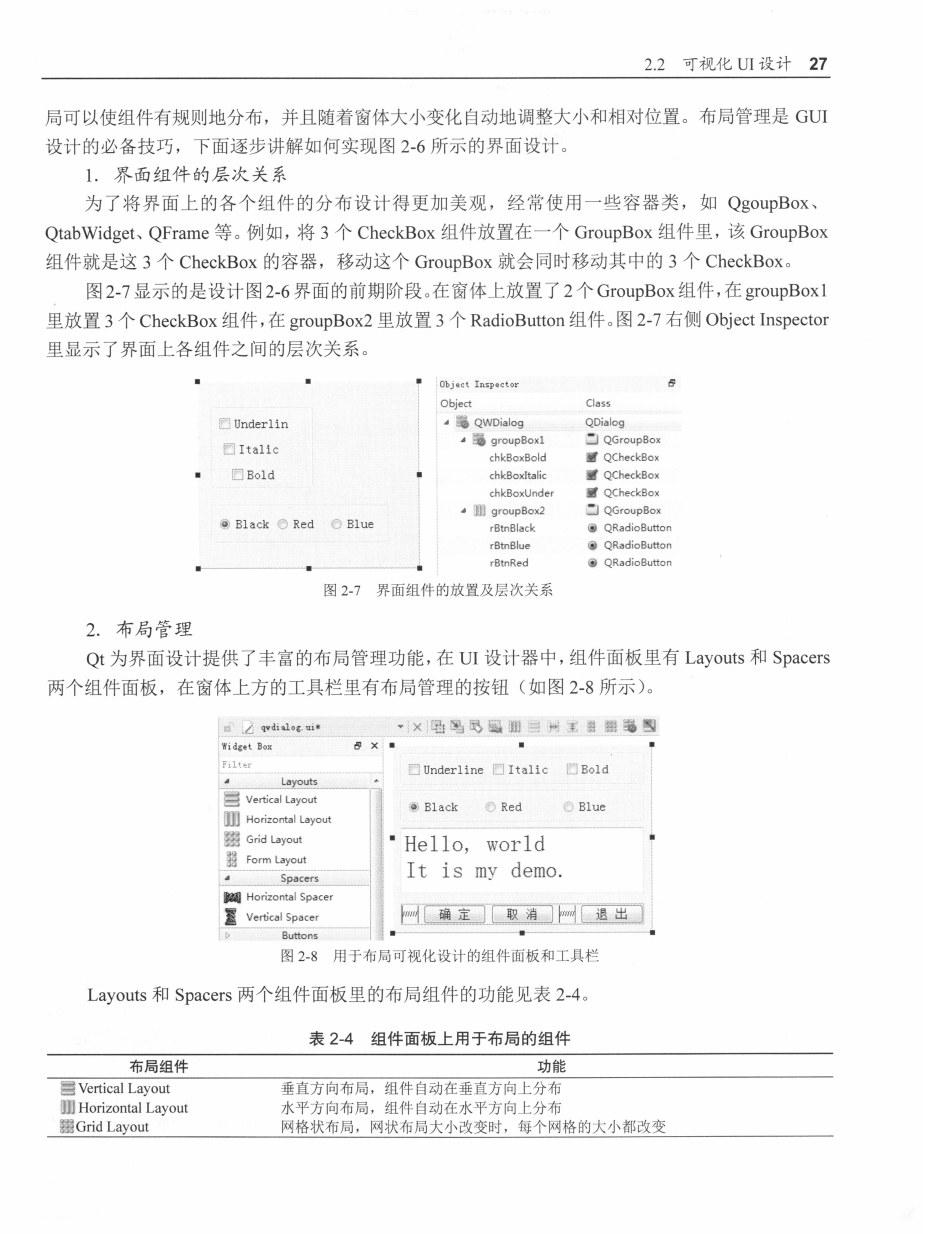 2.2 可视化 UI 设计 27
局可以使组件有规则地分布，并且随着窗体大小变化自动地调整大小和相对位置。布局管理是 GUI
设计的必备技巧，下面逐步讲解如何实现图 2-6 所示的界面设计。
1. 界面组件的层次关系
为了将界面上的各个组件的分布设计得更加美观，经常使用一些容器类，如 QgoupBox、
QtabWidget、QFrame 等。例如，将 3 个 CheckBox 组件放置在一个 GroupBox 组件里，该 GroupBox
组件就是这 3 个 CheckBox 的容器，移动这个 GroupBox 就会同时移动其中的 3 个 CheckBox。
图 2-7 显示的是设计图 2-6 界面的前期阶段。在窗体上放置了 2 个 GroupBox 组件，在 groupBox1
里放置 3 个 CheckBox 组件，在 groupBox2 里放置 3 个 RadioButton 组件。图 2-7 右侧 Object Inspector
里显示了界面上各组件之间的层次关系。
Underlin
Italic
Bold
Black Red Blue
Object Inspector
Object Class
QWDialog QDialog
groupBox1 QGroupBox
chkBoxBold QCheckBox
chkBoxItalic QCheckBox
chkBoxUnder QCheckBox
groupBox2 QGroupBox
rBtnBlack QRadioButton
rBtnBlue QRadioButton
rBtnRed QRadioButton
图 2-7 界面组件的放置及层次关系
2. 布局管理
Qt 为界面设计提供了丰富的布局管理功能，在 UI 设计器中，组件面板里有 Layouts 和 Spacers
两个组件面板，在窗体上方的工具栏里有布局管理的按钮（如图 2-8 所示）。
qwdialog.ui*
Widget Box
Filter
Layouts
Vertical Layout
Horizontal Layout
Grid Layout
Form Layout
Spacers
Horizontal Spacer
Vertical Spacer
Buttons
Underline Italic Bold
Black Red Blue
Hello, world
It is my demo.
确定 取消 退出
图 2-8 用于布局可视化设计的组件面板和工具栏
Layouts 和 Spacers 两个组件面板里的布局组件的功能见表 2-4。
表 2-4 组件面板上用于布局的组件
布局组件 功能
Vertical Layout 垂直方向布局，组件自动在垂直方向上分布
Horizontal Layout 水平方向布局，组件自动在水平方向上分布
Grid Layout 网格状布局，网状布局大小改变时，每个网格的大小都改变